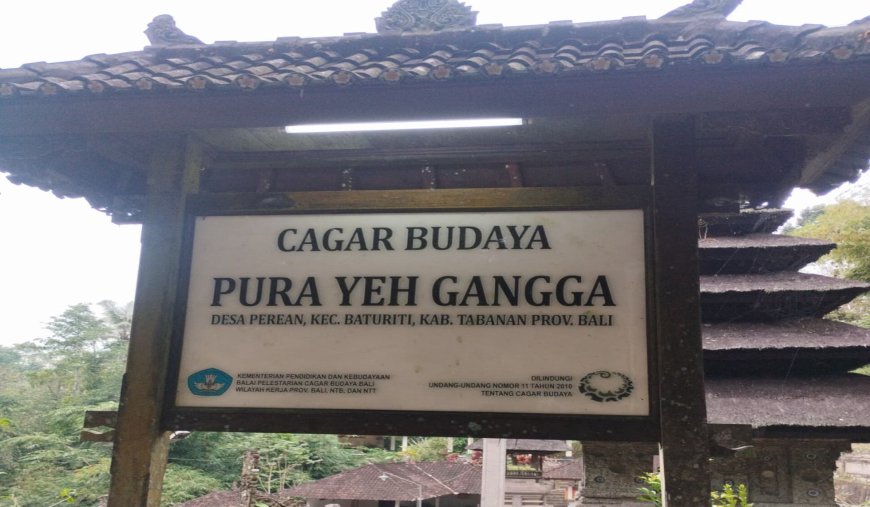 CAGAR BUDAYA
PURA YEH GANGGA
DESA PEREAN, KEC. BATURITI, KAB. TABANAN PROV. BALI
KEMENTERIAN PENDIDIKAN DAN KEBUDAYAAN
BALAI PELESTARIAN CAGAR BUDAYA BALI
WILAYAH KERJA PROV. BALI, NTB, DAN NTT
DILINDUNGI
UNDANG-UNDANG NOMOR 11 TAHUN 2010
TENTANG CAGAR BUDAYA